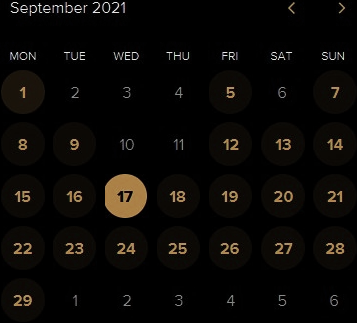 September 2021
MON TUE WED THU FRI SAT SUN
1 2 3 4 5 6 7
8 9 10 11 12 13 14
15 16 17 18 19 20 21
22 23 24 25 26 27 28
29 1 2 3 4 5 6